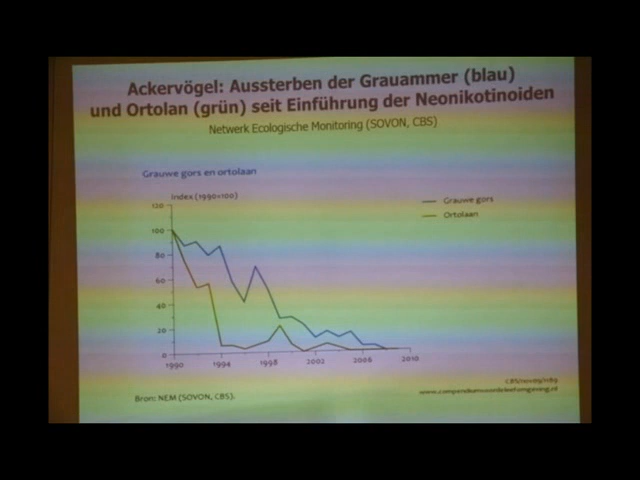 Ackervögel: Aussterben der Grauammer (blau)
und Ortolan (grün) seit Einführung der Neonikotinoiden
Netwerk Ecologische Monitoring (SOVON, CBS)
Grauwe gors en ortolaan
Index (1990=100)
120
100
80
60
40
20
0
1990 1994 1998 2002 2006 2010
Grauwe gors
Ortolaan
Bron: NEM (SOVON, CBS).
www.compendiumvoordeleefomgeving.nl